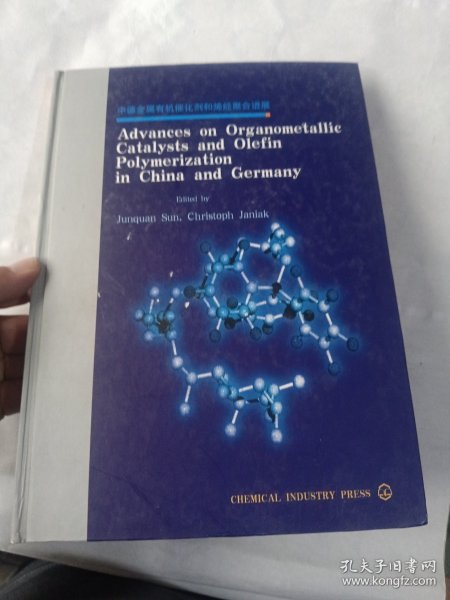 中德金属有机催化剂和烯烃聚合进展
Advances on Organometallic
Catalysts and Olefin
Polymerization
in China and Germany
Edited by
Junquan Sun, Christoph Janiak
CHEMICAL INDUSTRY PRESS
孔夫子旧书网
www.kongfz.com